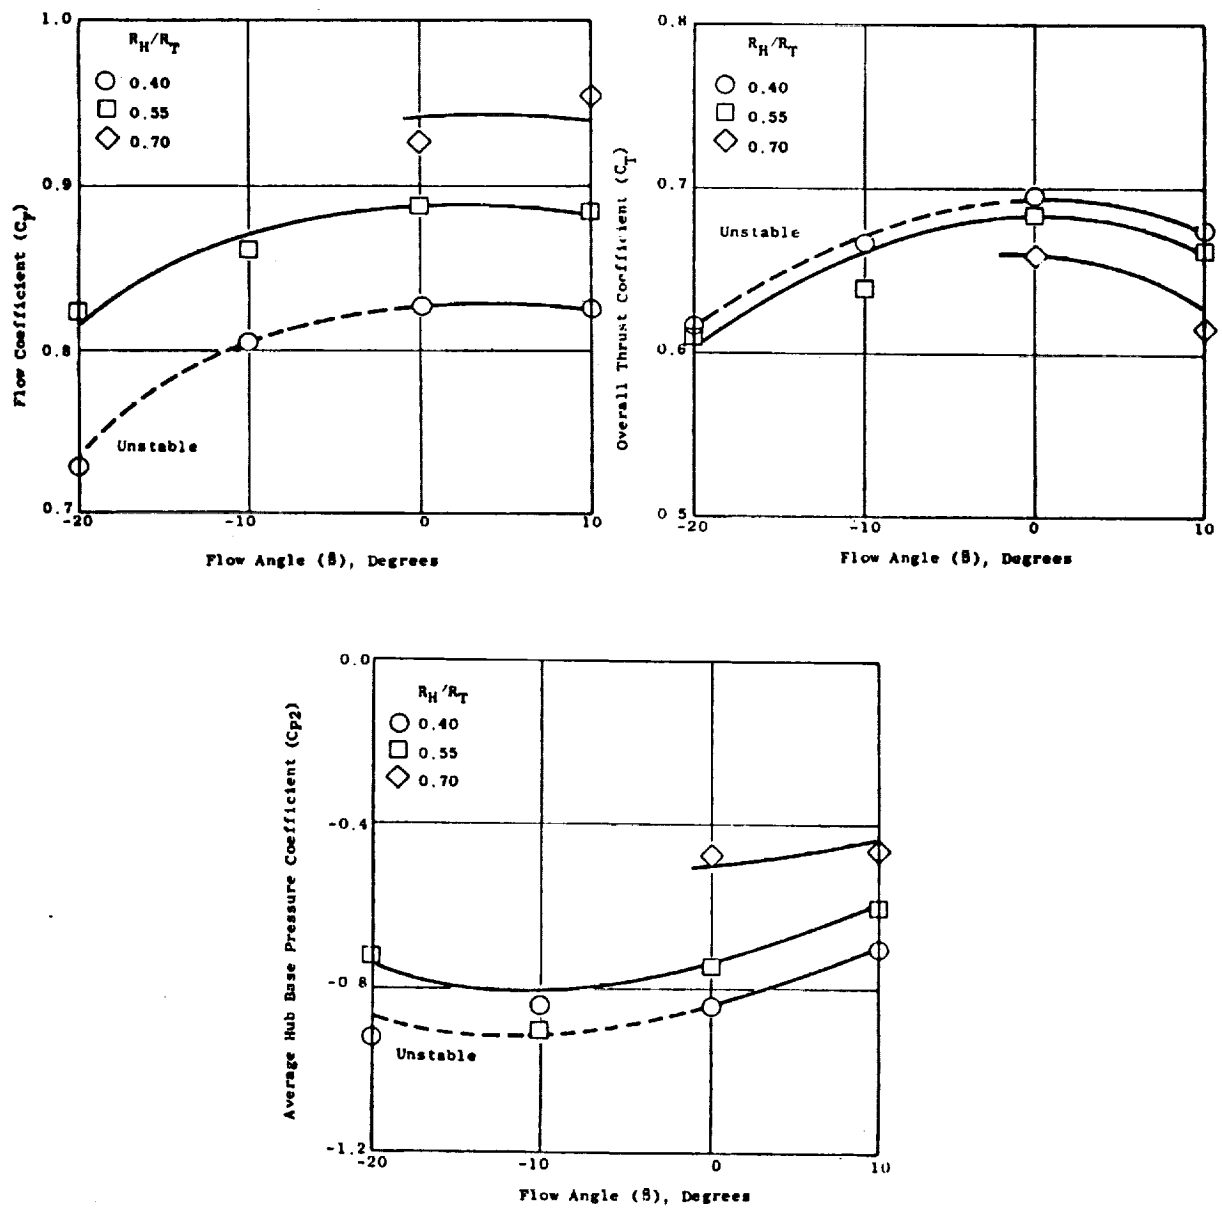 1.0
R_H/R_T
0.40
0.55
0.70
0.9
0.8
0.7
Unstable
-20
-10
0
10
Flow Coefficient (C_F)
Flow Angle (β), Degrees
0.8
R_H/R_T
0.40
0.55
0.70
0.7
0.6
0.5
Unstable
-20
-10
0
10
Overall Thrust Coefficient (C_T)
Flow Angle (β), Degrees
0.0
R_H/R_T
0.40
0.55
0.70
-0.4
-0.8
-1.2
Unstable
-20
-10
0
10
Average Hub Base Pressure Coefficient (Cp2)
Flow Angle (β), Degrees